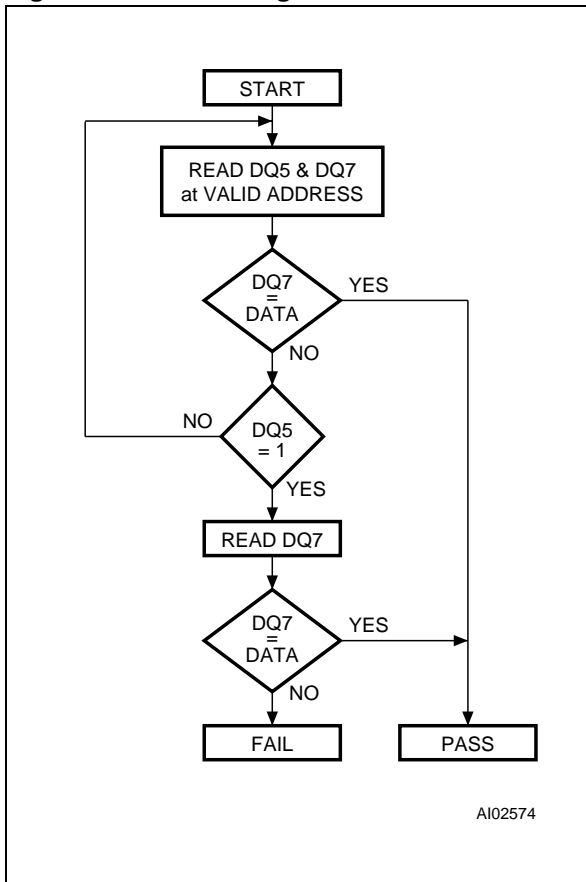 START
READ DQ5 & DQ7
at VALID ADDRESS
DQ7
=
DATA
YES
NO
NO
DQ5
= 1
YES
READ DQ7
DQ7
=
DATA
YES
NO
FAIL
PASS
AI02574